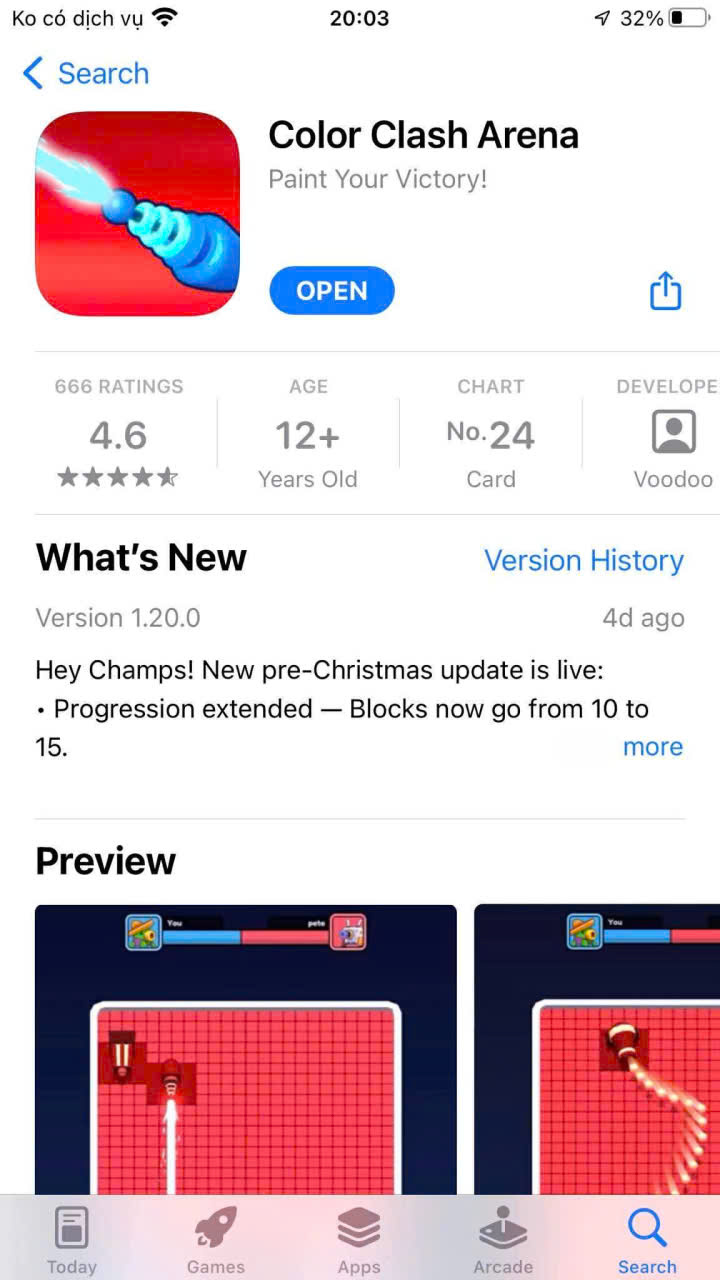 Ko có dịch vụ
20:03
32%
Search
Color Clash Arena
Paint Your Victory!
OPEN
666 RATINGS
4.6
AGE
12+
Years Old
CHART
No.24
Card
DEVELOPE
Voodoo
What's New
Version History
Version 1.20.0
4d ago
Hey Champs! New pre-Christmas update is live:
• Progression extended — Blocks now go from 10 to
15.
more
Preview
You
pete
You
Today
Games
Apps
Arcade
Search